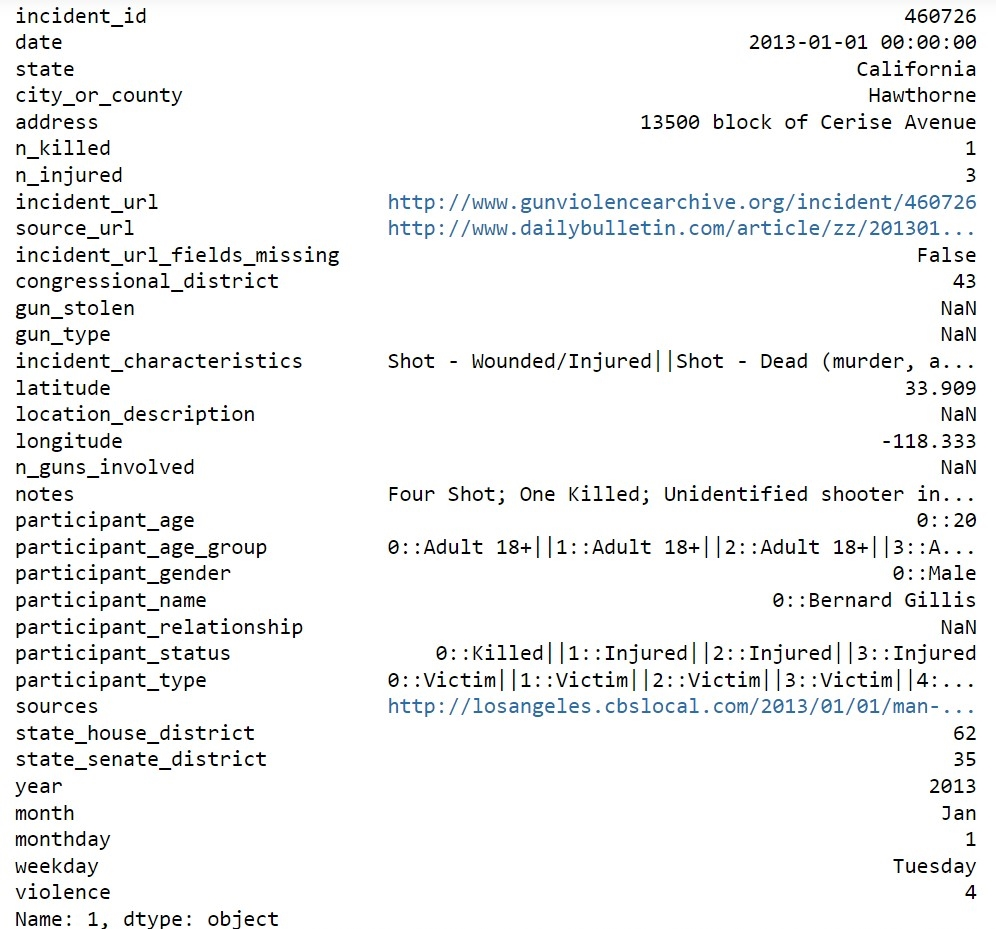 incident_id 460726
date 2013-01-01 00:00:00
state California
city_or_county Hawthorne
address 13500 block of Cerise Avenue
n_killed 1
n_injured 3
incident_url http://www.gunviolencearchive.org/incident/460726
source_url http://www.dailybulletin.com/article/zz/201301...
incident_url_fields_missing False
congressional_district 43
gun_stolen NaN
gun_type NaN
incident_characteristics Shot - Wounded/Injured||Shot - Dead (murder, a...
latitude 33.909
location_description NaN
longitude -118.333
n_guns_involved NaN
notes Four Shot; One Killed; Unidentified shooter in...
participant_age 0::20
participant_age_group 0::Adult 18+||1::Adult 18+||2::Adult 18+||3::A...
participant_gender 0::Male
participant_name 0::Bernard Gillis
participant_relationship NaN
participant_status 0::Killed||1::Injured||2::Injured||3::Injured
participant_type 0::Victim||1::Victim||2::Victim||3::Victim||4:...
sources http://losangeles.cbslocal.com/2013/01/01/man-...
state_house_district 62
state_senate_district 35
year 2013
month Jan
monthday 1
weekday Tuesday
violence 4
Name: 1, dtype: object